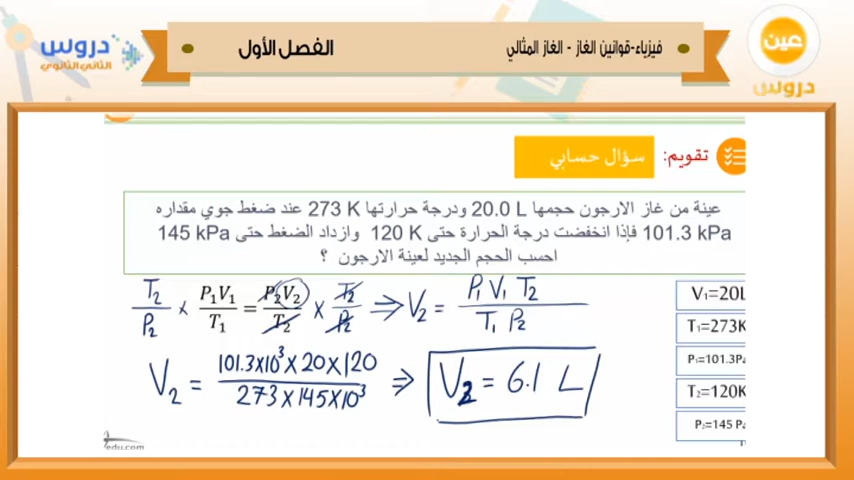 دروس
الثاني الثانوي
الفصل الأول
فيزياء-قوانين الغاز - الغاز المثالي
عين
دروس
تقويم:
سؤال حسابي
عينة من غاز الارجون حجمها 20.0 L ودرجة حرارتها 273 K عند ضغط جوي مقداره
101.3 kPa فإذا انخفضت درجة الحرارة حتى 120 K وازداد الضغط حتى 145 kPa
احسب الحجم الجديد لعينة الارجون ؟
T₂/P₂ × P₁V₁/T₁ = P₂V₂/T₂ × T₂/P₂ ⇒ V₂ = P₁ V₁ T₂ / T₁ P₂
V₂ = 101.3×10³ × 20 × 120 / 273 × 145 × 10³ ⇒ V₂ = 6.1 L
V₁=20L
T₁=273K
P₁=101.3Pa
T₂=120K
P₂=145 Pa
edu.com